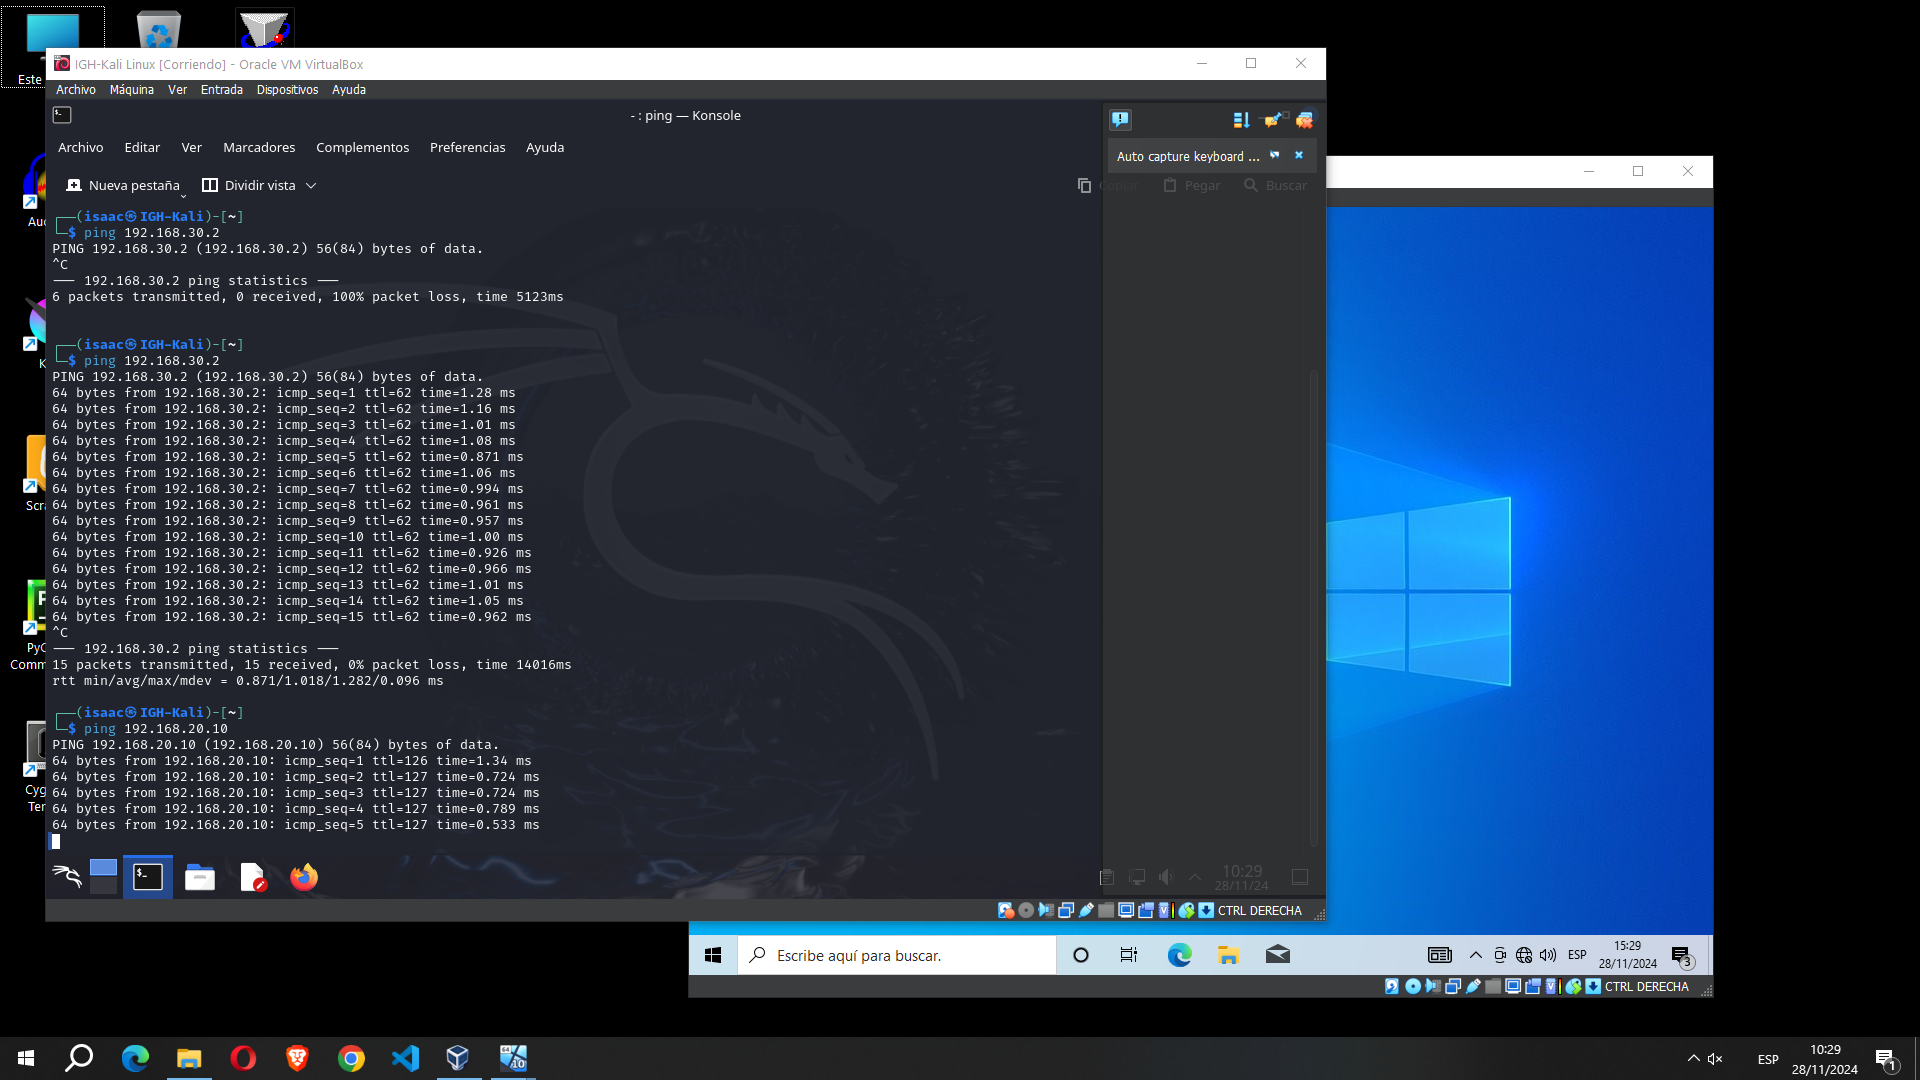 Este
IGH-Kali Linux [Corriendo] - Oracle VM VirtualBox
Archivo Máquina Ver Entrada Dispositivos Ayuda
- : ping — Konsole
Archivo Editar Ver Marcadores Complementos Preferencias Ayuda
Auto capture keyboard ...
Nueva pestaña Dividir vista Copiar Pegar Buscar
┌──(isaac㉿IGH-Kali)-[~]
└─$ ping 192.168.30.2
PING 192.168.30.2 (192.168.30.2) 56(84) bytes of data.
^C
--- 192.168.30.2 ping statistics ---
6 packets transmitted, 0 received, 100% packet loss, time 5123ms
┌──(isaac㉿IGH-Kali)-[~]
└─$ ping 192.168.30.2
PING 192.168.30.2 (192.168.30.2) 56(84) bytes of data.
64 bytes from 192.168.30.2: icmp_seq=1 ttl=62 time=1.28 ms
64 bytes from 192.168.30.2: icmp_seq=2 ttl=62 time=1.16 ms
64 bytes from 192.168.30.2: icmp_seq=3 ttl=62 time=1.01 ms
64 bytes from 192.168.30.2: icmp_seq=4 ttl=62 time=1.08 ms
64 bytes from 192.168.30.2: icmp_seq=5 ttl=62 time=0.871 ms
64 bytes from 192.168.30.2: icmp_seq=6 ttl=62 time=1.06 ms
64 bytes from 192.168.30.2: icmp_seq=7 ttl=62 time=0.994 ms
64 bytes from 192.168.30.2: icmp_seq=8 ttl=62 time=0.961 ms
64 bytes from 192.168.30.2: icmp_seq=9 ttl=62 time=0.957 ms
64 bytes from 192.168.30.2: icmp_seq=10 ttl=62 time=1.00 ms
64 bytes from 192.168.30.2: icmp_seq=11 ttl=62 time=0.926 ms
64 bytes from 192.168.30.2: icmp_seq=12 ttl=62 time=0.966 ms
64 bytes from 192.168.30.2: icmp_seq=13 ttl=62 time=1.01 ms
64 bytes from 192.168.30.2: icmp_seq=14 ttl=62 time=1.05 ms
64 bytes from 192.168.30.2: icmp_seq=15 ttl=62 time=0.962 ms
^C
--- 192.168.30.2 ping statistics ---
15 packets transmitted, 15 received, 0% packet loss, time 14016ms
rtt min/avg/max/mdev = 0.871/1.018/1.282/0.096 ms
┌──(isaac㉿IGH-Kali)-[~]
└─$ ping 192.168.20.10
PING 192.168.20.10 (192.168.20.10) 56(84) bytes of data.
64 bytes from 192.168.20.10: icmp_seq=1 ttl=126 time=1.34 ms
64 bytes from 192.168.20.10: icmp_seq=2 ttl=127 time=0.724 ms
64 bytes from 192.168.20.10: icmp_seq=3 ttl=127 time=0.724 ms
64 bytes from 192.168.20.10: icmp_seq=4 ttl=127 time=0.789 ms
64 bytes from 192.168.20.10: icmp_seq=5 ttl=127 time=0.533 ms
10:29
28/11/24
CTRL DERECHA
Escribe aquí para buscar.
ESP
15:29
28/11/2024
3
CTRL DERECHA
ESP
10:29
28/11/2024
1